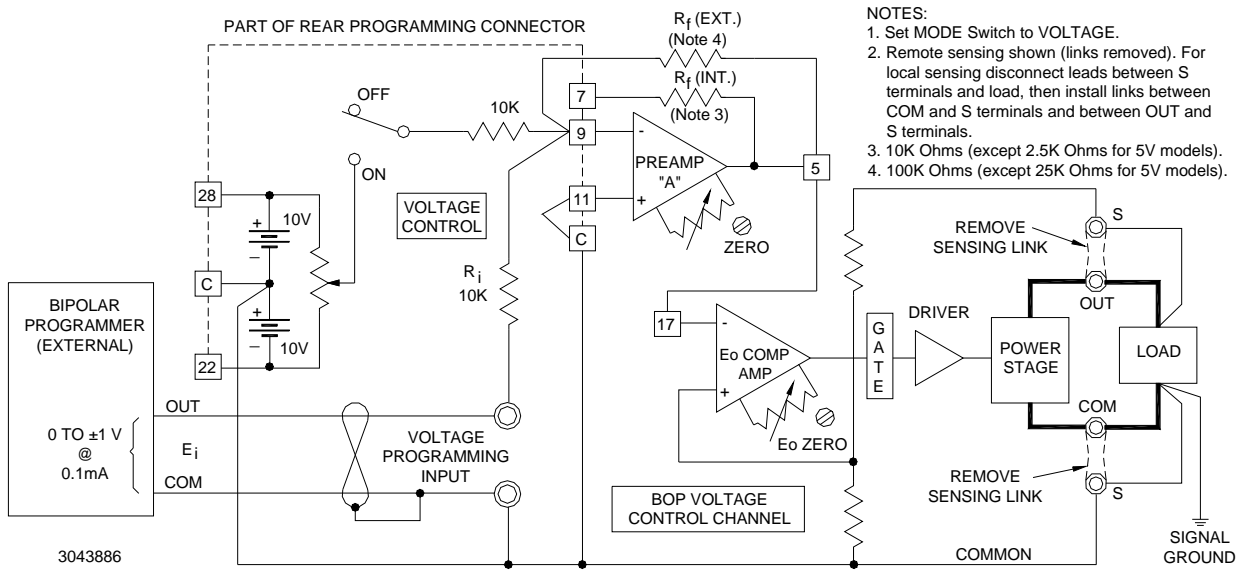 PART OF REAR PROGRAMMING CONNECTOR
Rf (EXT.)
(Note 4)
Rf (INT.)
(Note 3)
NOTES:
1. Set MODE Switch to VOLTAGE.
2. Remote sensing shown (links removed). For
local sensing disconnect leads between S
terminals and load, then install links between
COM and S terminals and between OUT and
S terminals.
3. 10K Ohms (except 2.5K Ohms for 5V models).
4. 100K Ohms (except 25K Ohms for 5V models).
OFF
10K
7
9
-
PREAMP
"A"
5
ON
28
+
10V
–
VOLTAGE
CONTROL
11
+
C
ZERO
S
REMOVE
SENSING LINK
OUT
C
Ri
10K
BIPOLAR
PROGRAMMER
(EXTERNAL)
+
–
10V
22
17
-
Eo COMP
AMP
+
Eo ZERO
GATE
DRIVER
POWER
STAGE
LOAD
OUT
0 TO ±1 V
@
0.1mA
Ei
COM
VOLTAGE
PROGRAMMING
INPUT
COM
REMOVE
SENSING LINK
S
BOP VOLTAGE
CONTROL CHANNEL
COMMON
SIGNAL
GROUND
3043886